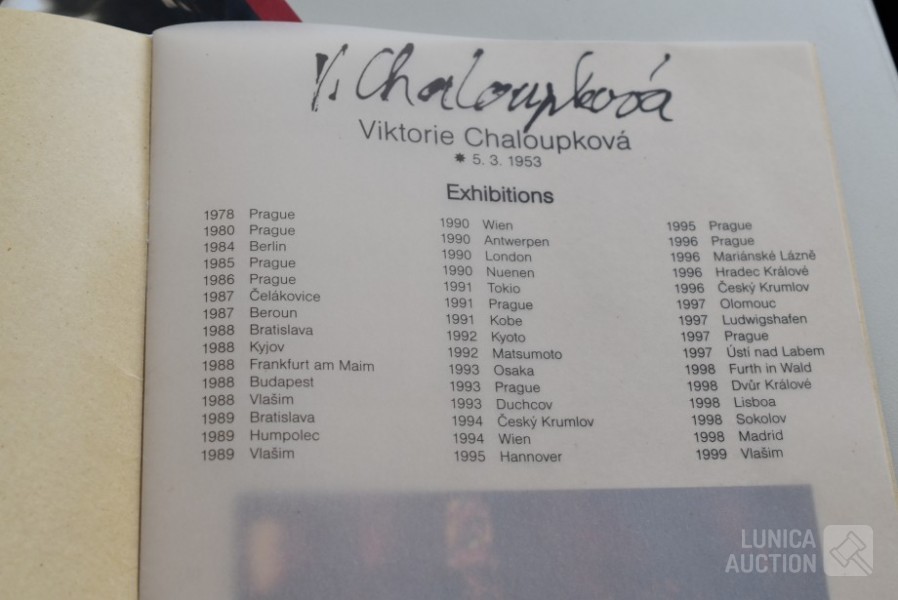 V. Chaloupková
Viktorie Chaloupková
✷ 5. 3. 1953
Exhibitions
1978 Prague
1980 Prague
1984 Berlin
1985 Prague
1986 Prague
1987 Čelákovice
1987 Beroun
1988 Bratislava
1988 Kyjov
1988 Frankfurt am Maim
1988 Budapest
1988 Vlašim
1989 Bratislava
1989 Humpolec
1989 Vlašim
1990 Wien
1990 Antwerpen
1990 London
1990 Nuenen
1991 Tokio
1991 Prague
1991 Kobe
1992 Kyoto
1992 Matsumoto
1993 Osaka
1993 Prague
1993 Duchcov
1994 Český Krumlov
1994 Wien
1995 Hannover
1995 Prague
1996 Prague
1996 Mariánské Lázně
1996 Hradec Králové
1996 Český Krumlov
1997 Olomouc
1997 Ludwigshafen
1997 Prague
1997 Ústí nad Labem
1998 Furth in Wald
1998 Dvůr Králové
1998 Lisboa
1998 Sokolov
1998 Madrid
1999 Vlašim
LUNICA
AUCTION